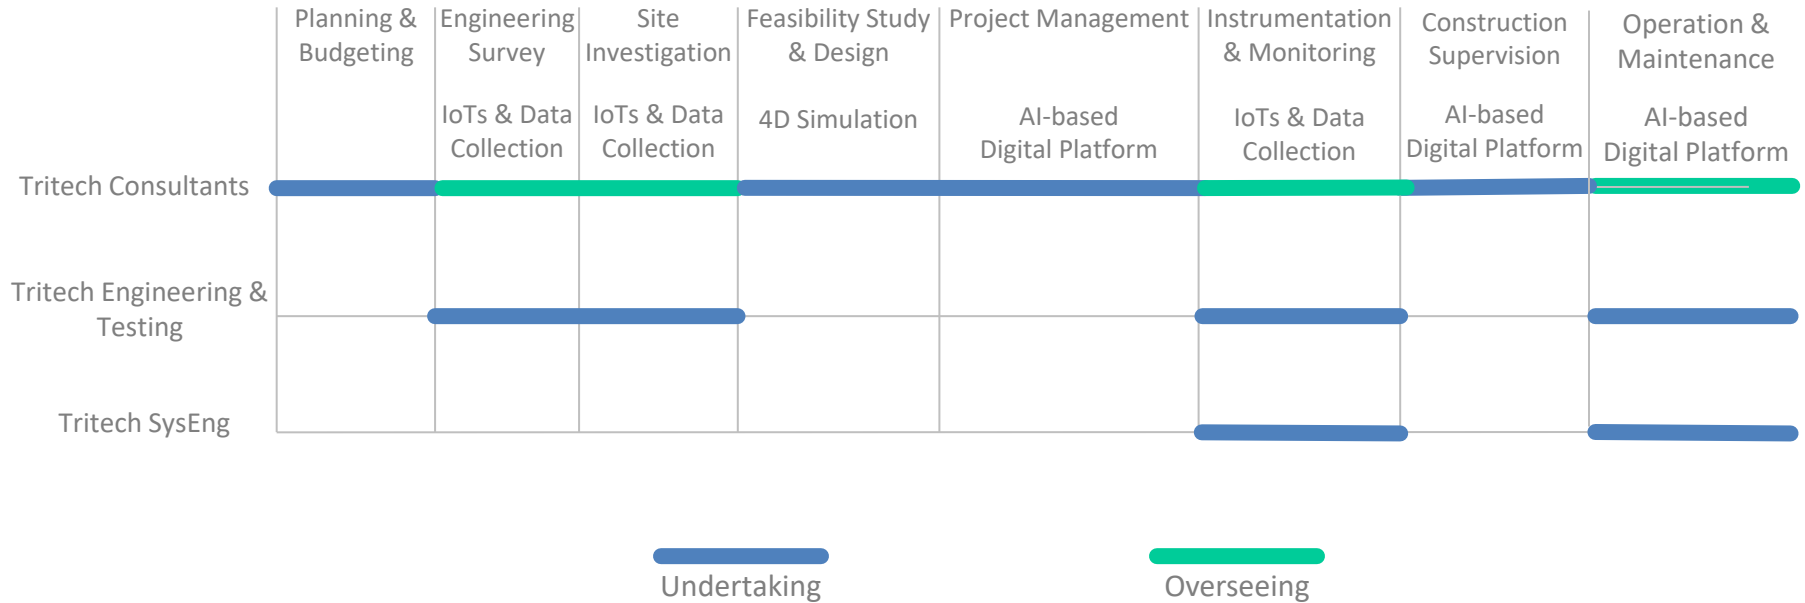 Planning &
Budgeting
Engineering
Survey
Site
Investigation
Feasibility Study
& Design
Project Management
Instrumentation
& Monitoring
Construction
Supervision
Operation &
Maintenance
IoTs & Data
Collection
IoTs & Data
Collection
4D Simulation
AI-based
Digital Platform
IoTs & Data
Collection
AI-based
Digital Platform
AI-based
Digital Platform
Tritech Consultants
Tritech Engineering &
Testing
Tritech SysEng
Undertaking
Overseeing